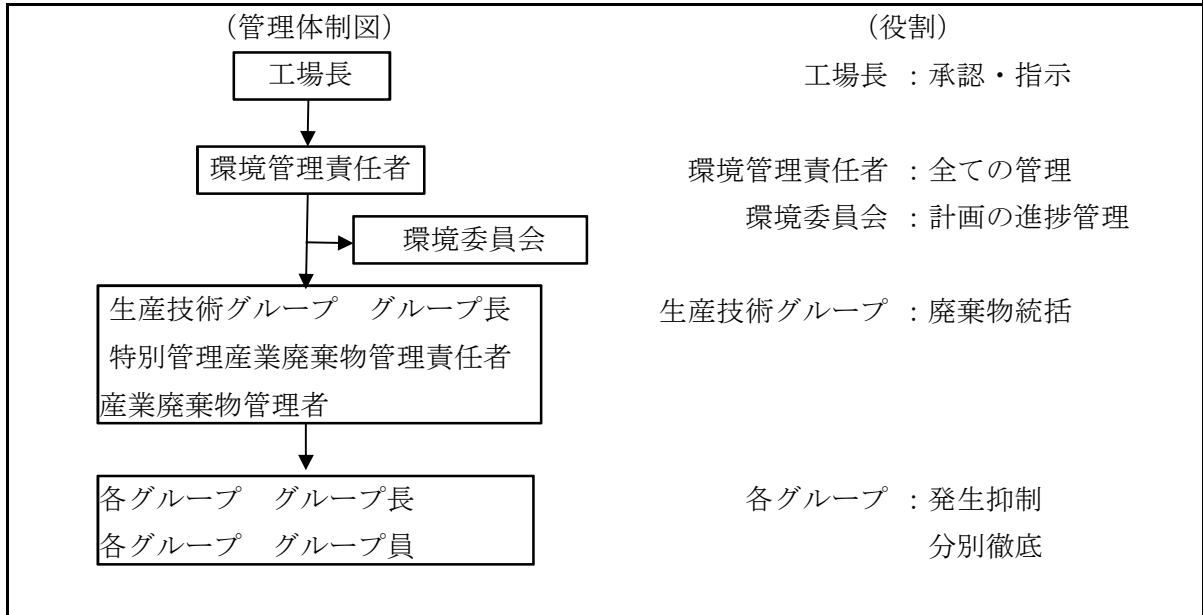 （管理体制図）　（役割）
工場長　工場長 ：承認・指示
環境管理責任者　環境管理責任者 ：全ての管理
環境委員会　環境委員会 ：計画の進捗管理
生産技術グループ　グループ長　生産技術グループ ：廃棄物統括
特別管理産業廃棄物管理責任者
産業廃棄物管理者
各グループ　グループ長　各グループ ：発生抑制
各グループ　グループ員　分別徹底